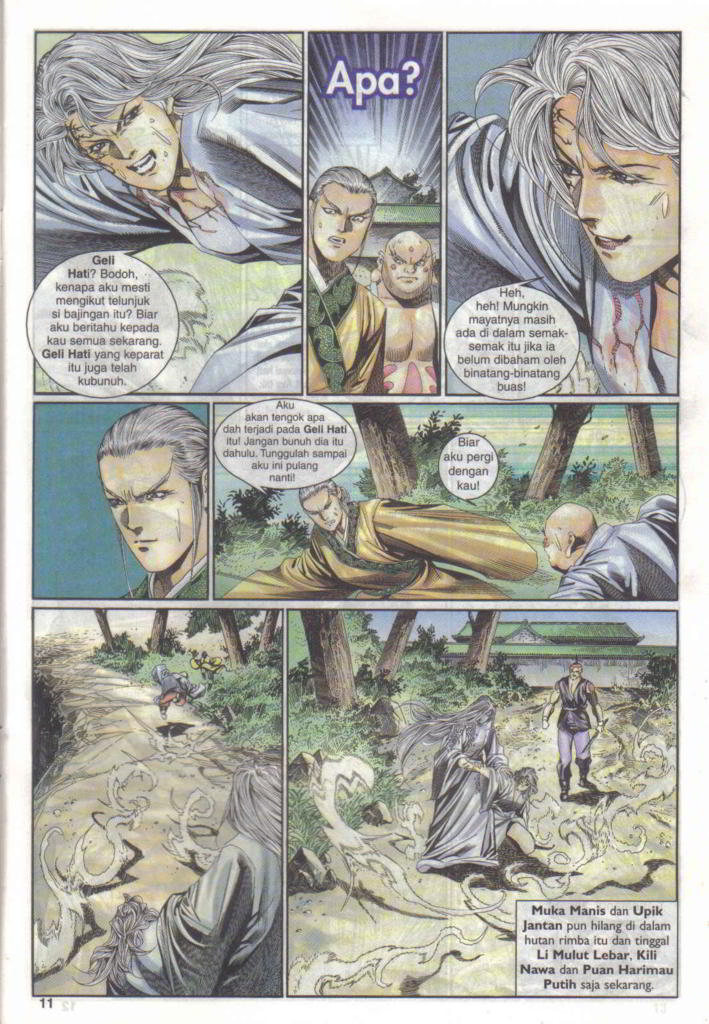 Geli
Hati? Bodoh,
kenapa aku mesti
mengikut telunjuk
si bajingan itu? Biar
aku beritahu kepada
kau semua sekarang.
Geli Hati yang keparat
itu juga telah
kubunuh.
Apa?
Heh,
heh! Mungkin
mayatnya masih
ada di dalam semak-
semak itu jika ia
belum dibaham oleh
binatang-binatang
buas!
Aku
akan tengok apa
dah terjadi pada Geli Hati
itu! Jangan bunuh dia itu
dahulu. Tunggulah sampai
aku ini pulang
nanti!
Biar
aku pergi
dengan
kau!
Muka Manis dan Upik
Jantan pun hilang di dalam
hutan rimba itu dan tinggal
Li Mulut Lebar, Kili
Nawa dan Puan Harimau
Putih saja sekarang.
11